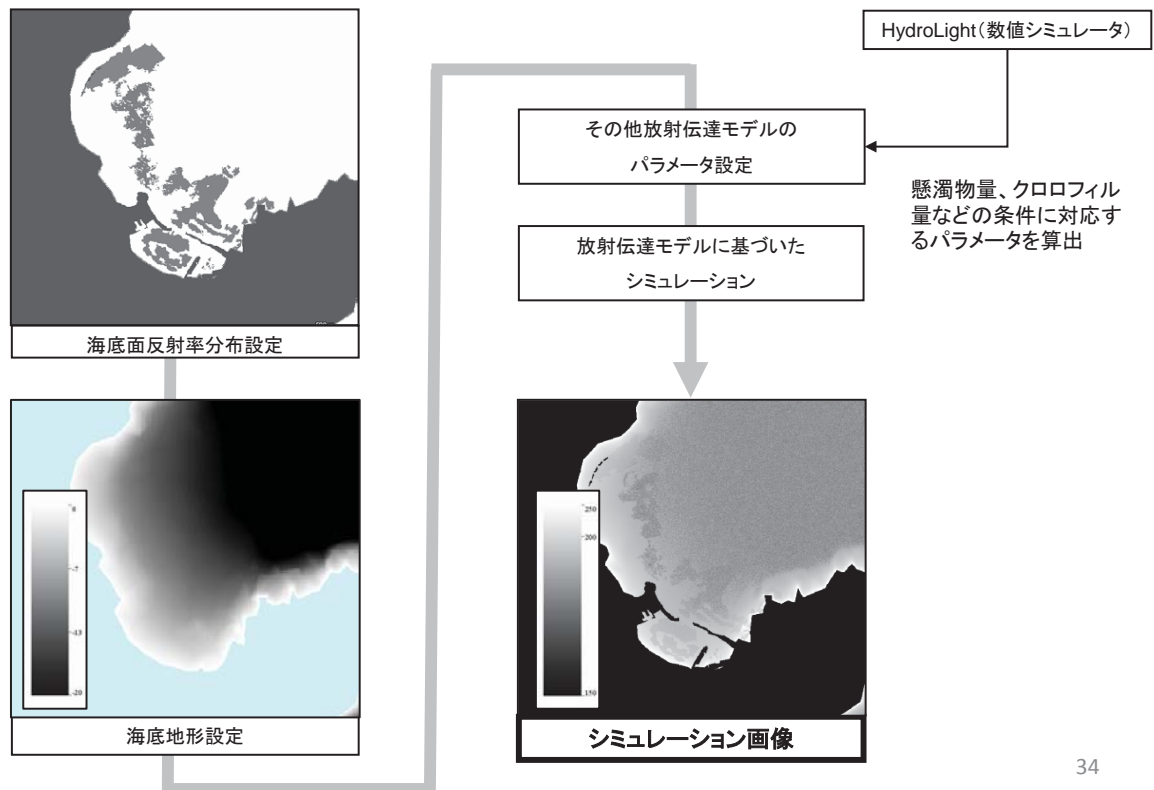 海底面反射率分布設定
0
-7
-13
-20
海底地形設定
HydroLight(数値シミュレータ)
その他放射伝達モデルの
パラメータ設定
懸濁物量、クロロフィル
量などの条件に対応す
るパラメータを算出
放射伝達モデルに基づいた
シミュレーション
250
200
150
シミュレーション画像
34